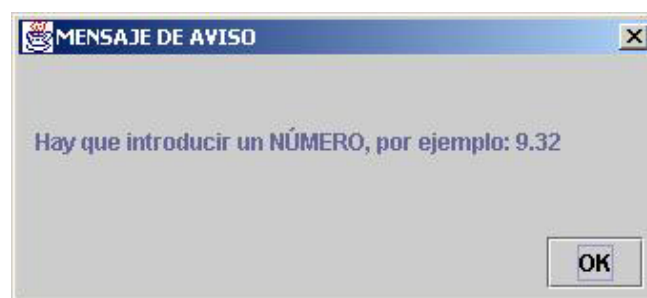 MENSAJE DE AVISO
Hay que introducir un NÚMERO, por ejemplo: 9.32
OK